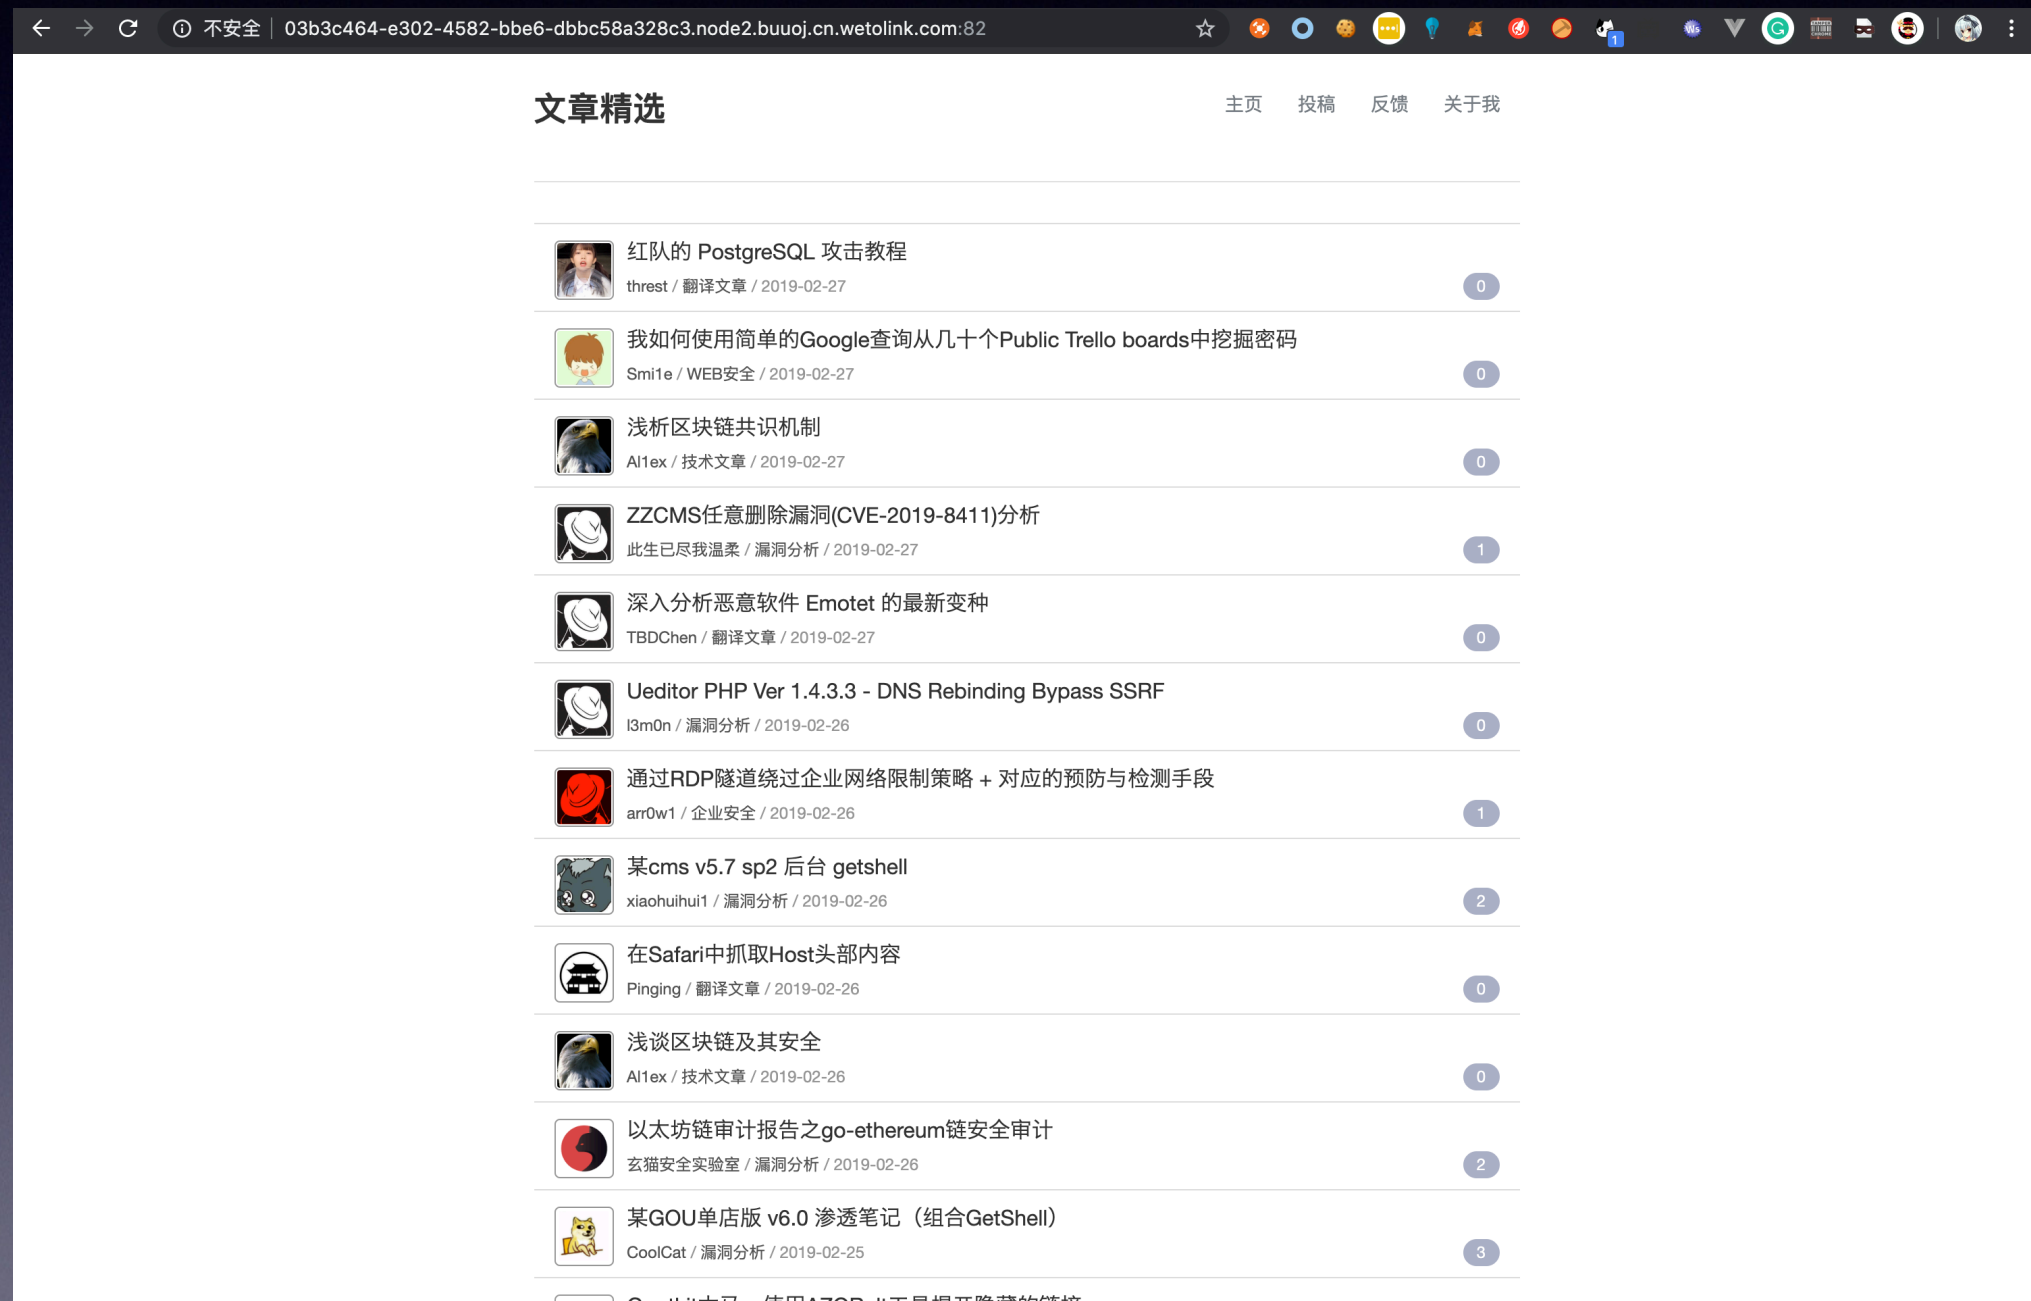 不安全 03b3c464-e302-4582-bbe6-dbbc58a328c3.node2.buuoj.cn.wetolink.com:82
文章精选
主页 投稿 反馈 关于我
红队的 PostgreSQL 攻击教程
threst / 翻译文章 / 2019-02-27
0
我如何使用简单的Google查询从几十个Public Trello boards中挖掘密码
Smi1e / WEB安全 / 2019-02-27
0
浅析区块链共识机制
Al1ex / 技术文章 / 2019-02-27
0
ZZCMS任意删除漏洞(CVE-2019-8411)分析
此生已尽我温柔 / 漏洞分析 / 2019-02-27
1
深入分析恶意软件 Emotet 的最新变种
TBDChen / 翻译文章 / 2019-02-27
0
Ueditor PHP Ver 1.4.3.3 - DNS Rebinding Bypass SSRF
l3m0n / 漏洞分析 / 2019-02-26
0
通过RDP隧道绕过企业网络限制策略 + 对应的预防与检测手段
arr0w1 / 企业安全 / 2019-02-26
1
某cms v5.7 sp2 后台 getshell
xiaohuihui1 / 漏洞分析 / 2019-02-26
2
在Safari中抓取Host头部内容
Pinging / 翻译文章 / 2019-02-26
0
浅谈区块链及其安全
Al1ex / 技术文章 / 2019-02-26
0
以太坊链审计报告之go-ethereum链安全审计
玄猫安全实验室 / 漏洞分析 / 2019-02-26
2
某GOU单店版 v6.0 渗透笔记（组合GetShell）
CoolCat / 漏洞分析 / 2019-02-25
3